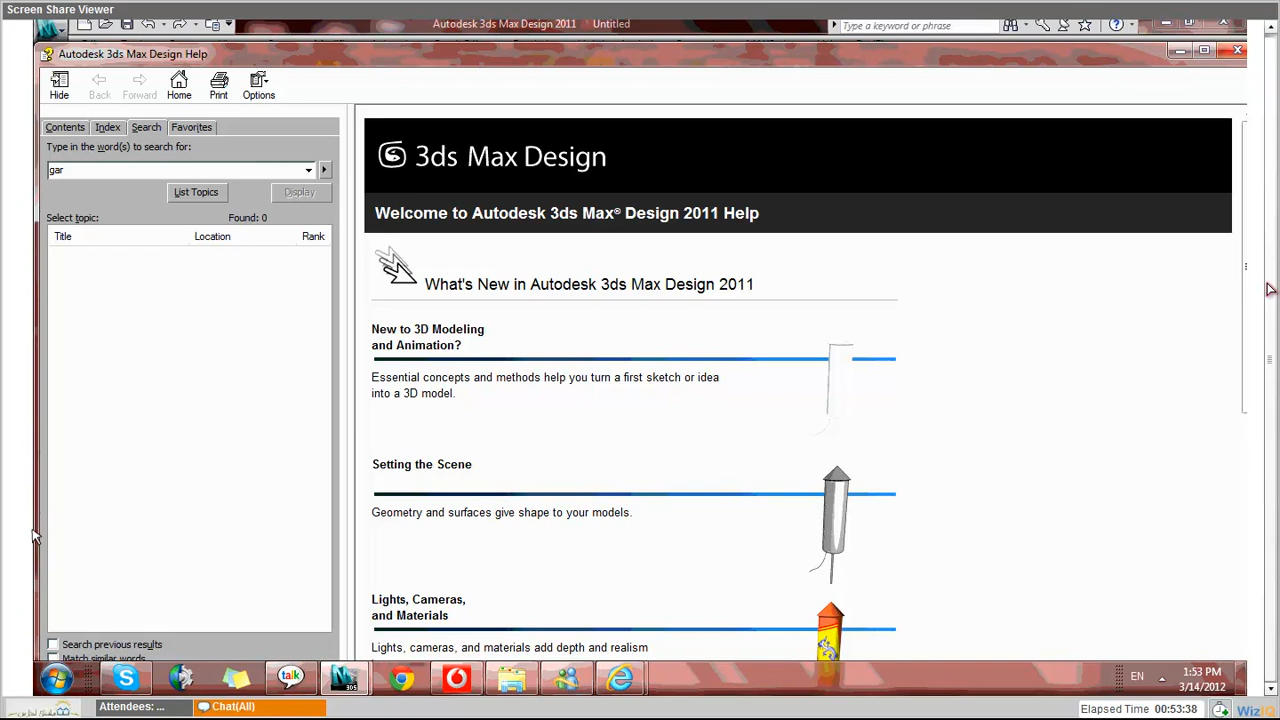 Screen Share Viewer
Autodesk 3ds Max Design 2011 Untitled
Type a keyword or phrase
Autodesk 3ds Max Design Help
Hide Back Forward Home Print Options
Contents Index Search Favorites
Type in the word(s) to search for:
gar
List Topics Display
Select topic: Found: 0
Title Location Rank
Search previous results
Match similar words
3ds Max Design
Welcome to Autodesk 3ds Max® Design 2011 Help
What's New in Autodesk 3ds Max Design 2011
New to 3D Modeling
and Animation?
Essential concepts and methods help you turn a first sketch or idea
into a 3D model.
Setting the Scene
Geometry and surfaces give shape to your models.
Lights, Cameras,
and Materials
Lights, cameras, and materials add depth and realism
talk
EN
1:53 PM
3/14/2012
Attendees: ...
Chat(All)
Elapsed Time 00:53:38
WizIQ